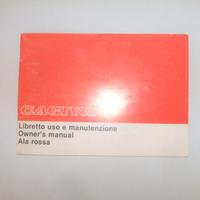 CAGIVA
Libretto uso e manutenzione
Owner's manual
Ala rossa